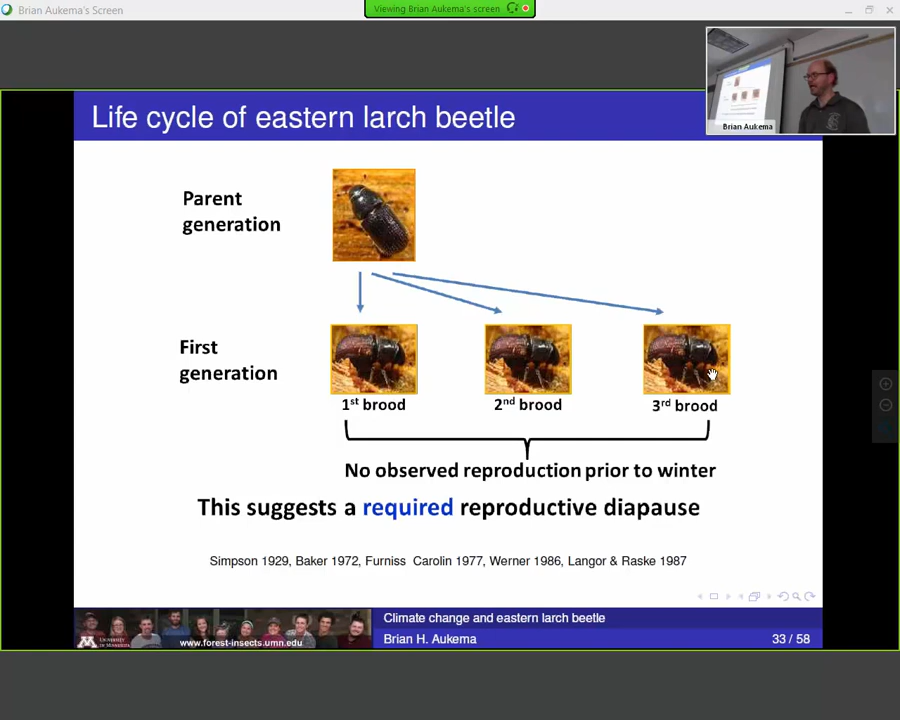 Brian Aukema's Screen
Viewing Brian Aukema's screen
Life cycle of eastern larch beetle
Brian Aukema
Parent
generation
First
generation
1st brood
2nd brood
3rd brood
No observed reproduction prior to winter
This suggests a required reproductive diapause
Simpson 1929, Baker 1972, Furniss Carolin 1977, Werner 1986, Langor & Raske 1987
UNIVERSITY
OF MINNESOTA
www.forest-insects.umn.edu
Climate change and eastern larch beetle
Brian H. Aukema
33 / 58